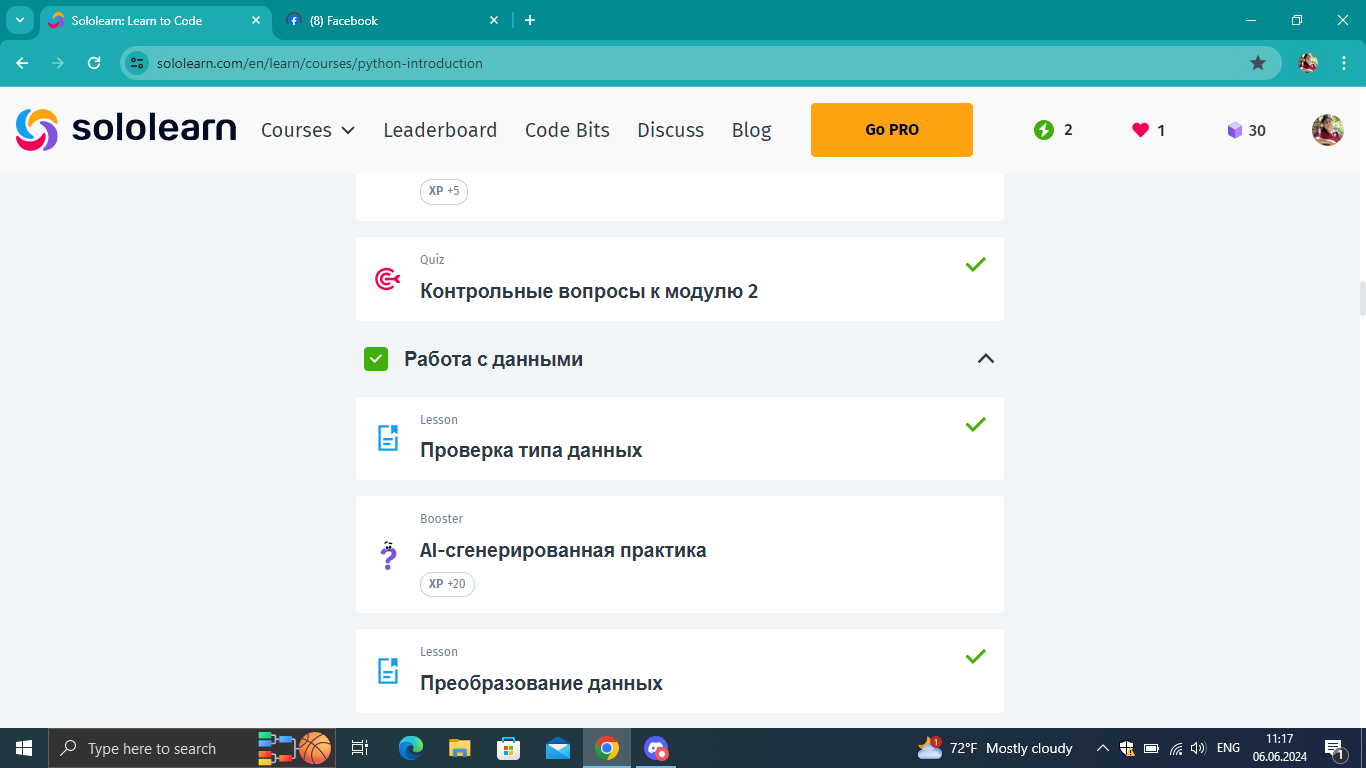 Sololearn: Learn to Code
(8) Facebook
sololearn.com/en/learn/courses/python-introduction
sololearn
Courses
Leaderboard
Code Bits
Discuss
Blog
Go PRO
2
1
30
XP +5
Quiz
Контрольные вопросы к модулю 2
Работа с данными
Lesson
Проверка типа данных
Booster
AI-сгенерированная практика
XP +20
Lesson
Преобразование данных
Type here to search
1
72°F Mostly cloudy
ENG
11:17
06.06.2024
1